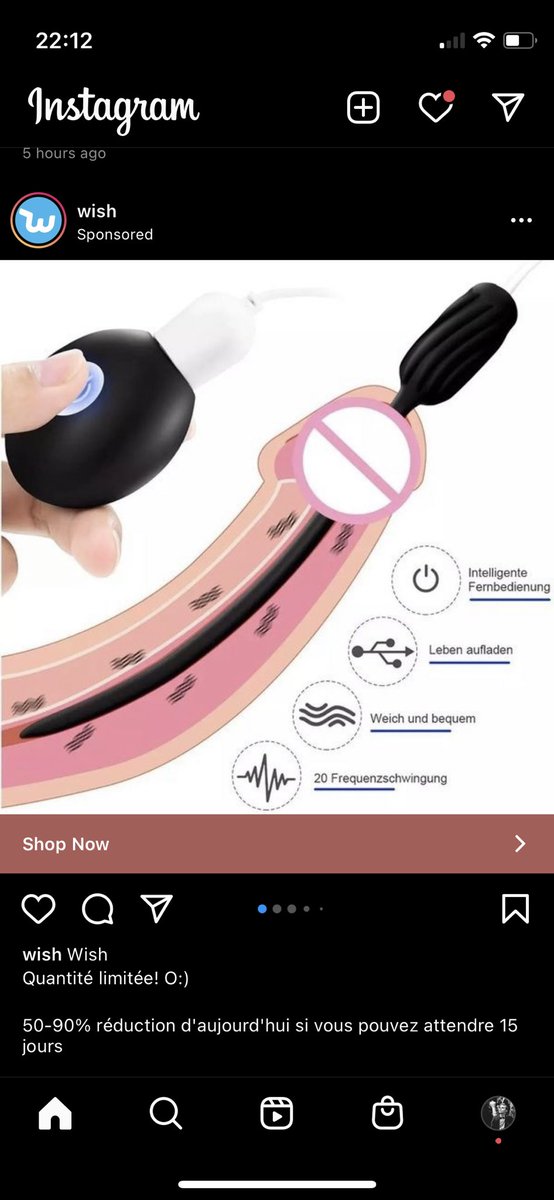 22:12
Instagram
5 hours ago
wish
Sponsored
Intelligente
Fernbedienung
Leben aufladen
Weich und bequem
20 Frequenzschwingung
Shop Now
wish Wish
Quantité limitée! O:)
50-90% réduction d'aujourd'hui si vous pouvez attendre 15
jours